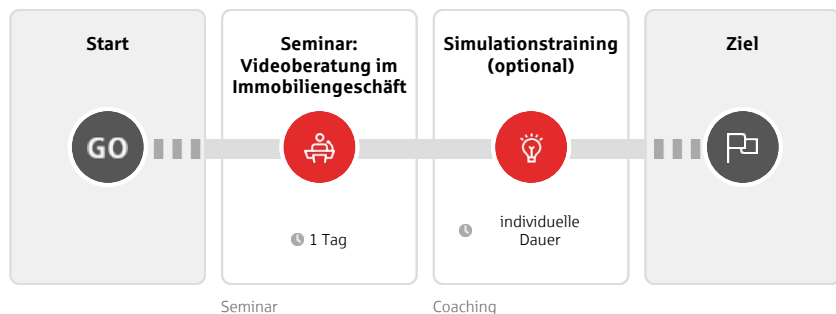 Start
GO
Seminar:
Videoberatung im
Immobiliengeschäft
1 Tag
Seminar
Simulationstraining
(optional)
individuelle
Dauer
Coaching
Ziel